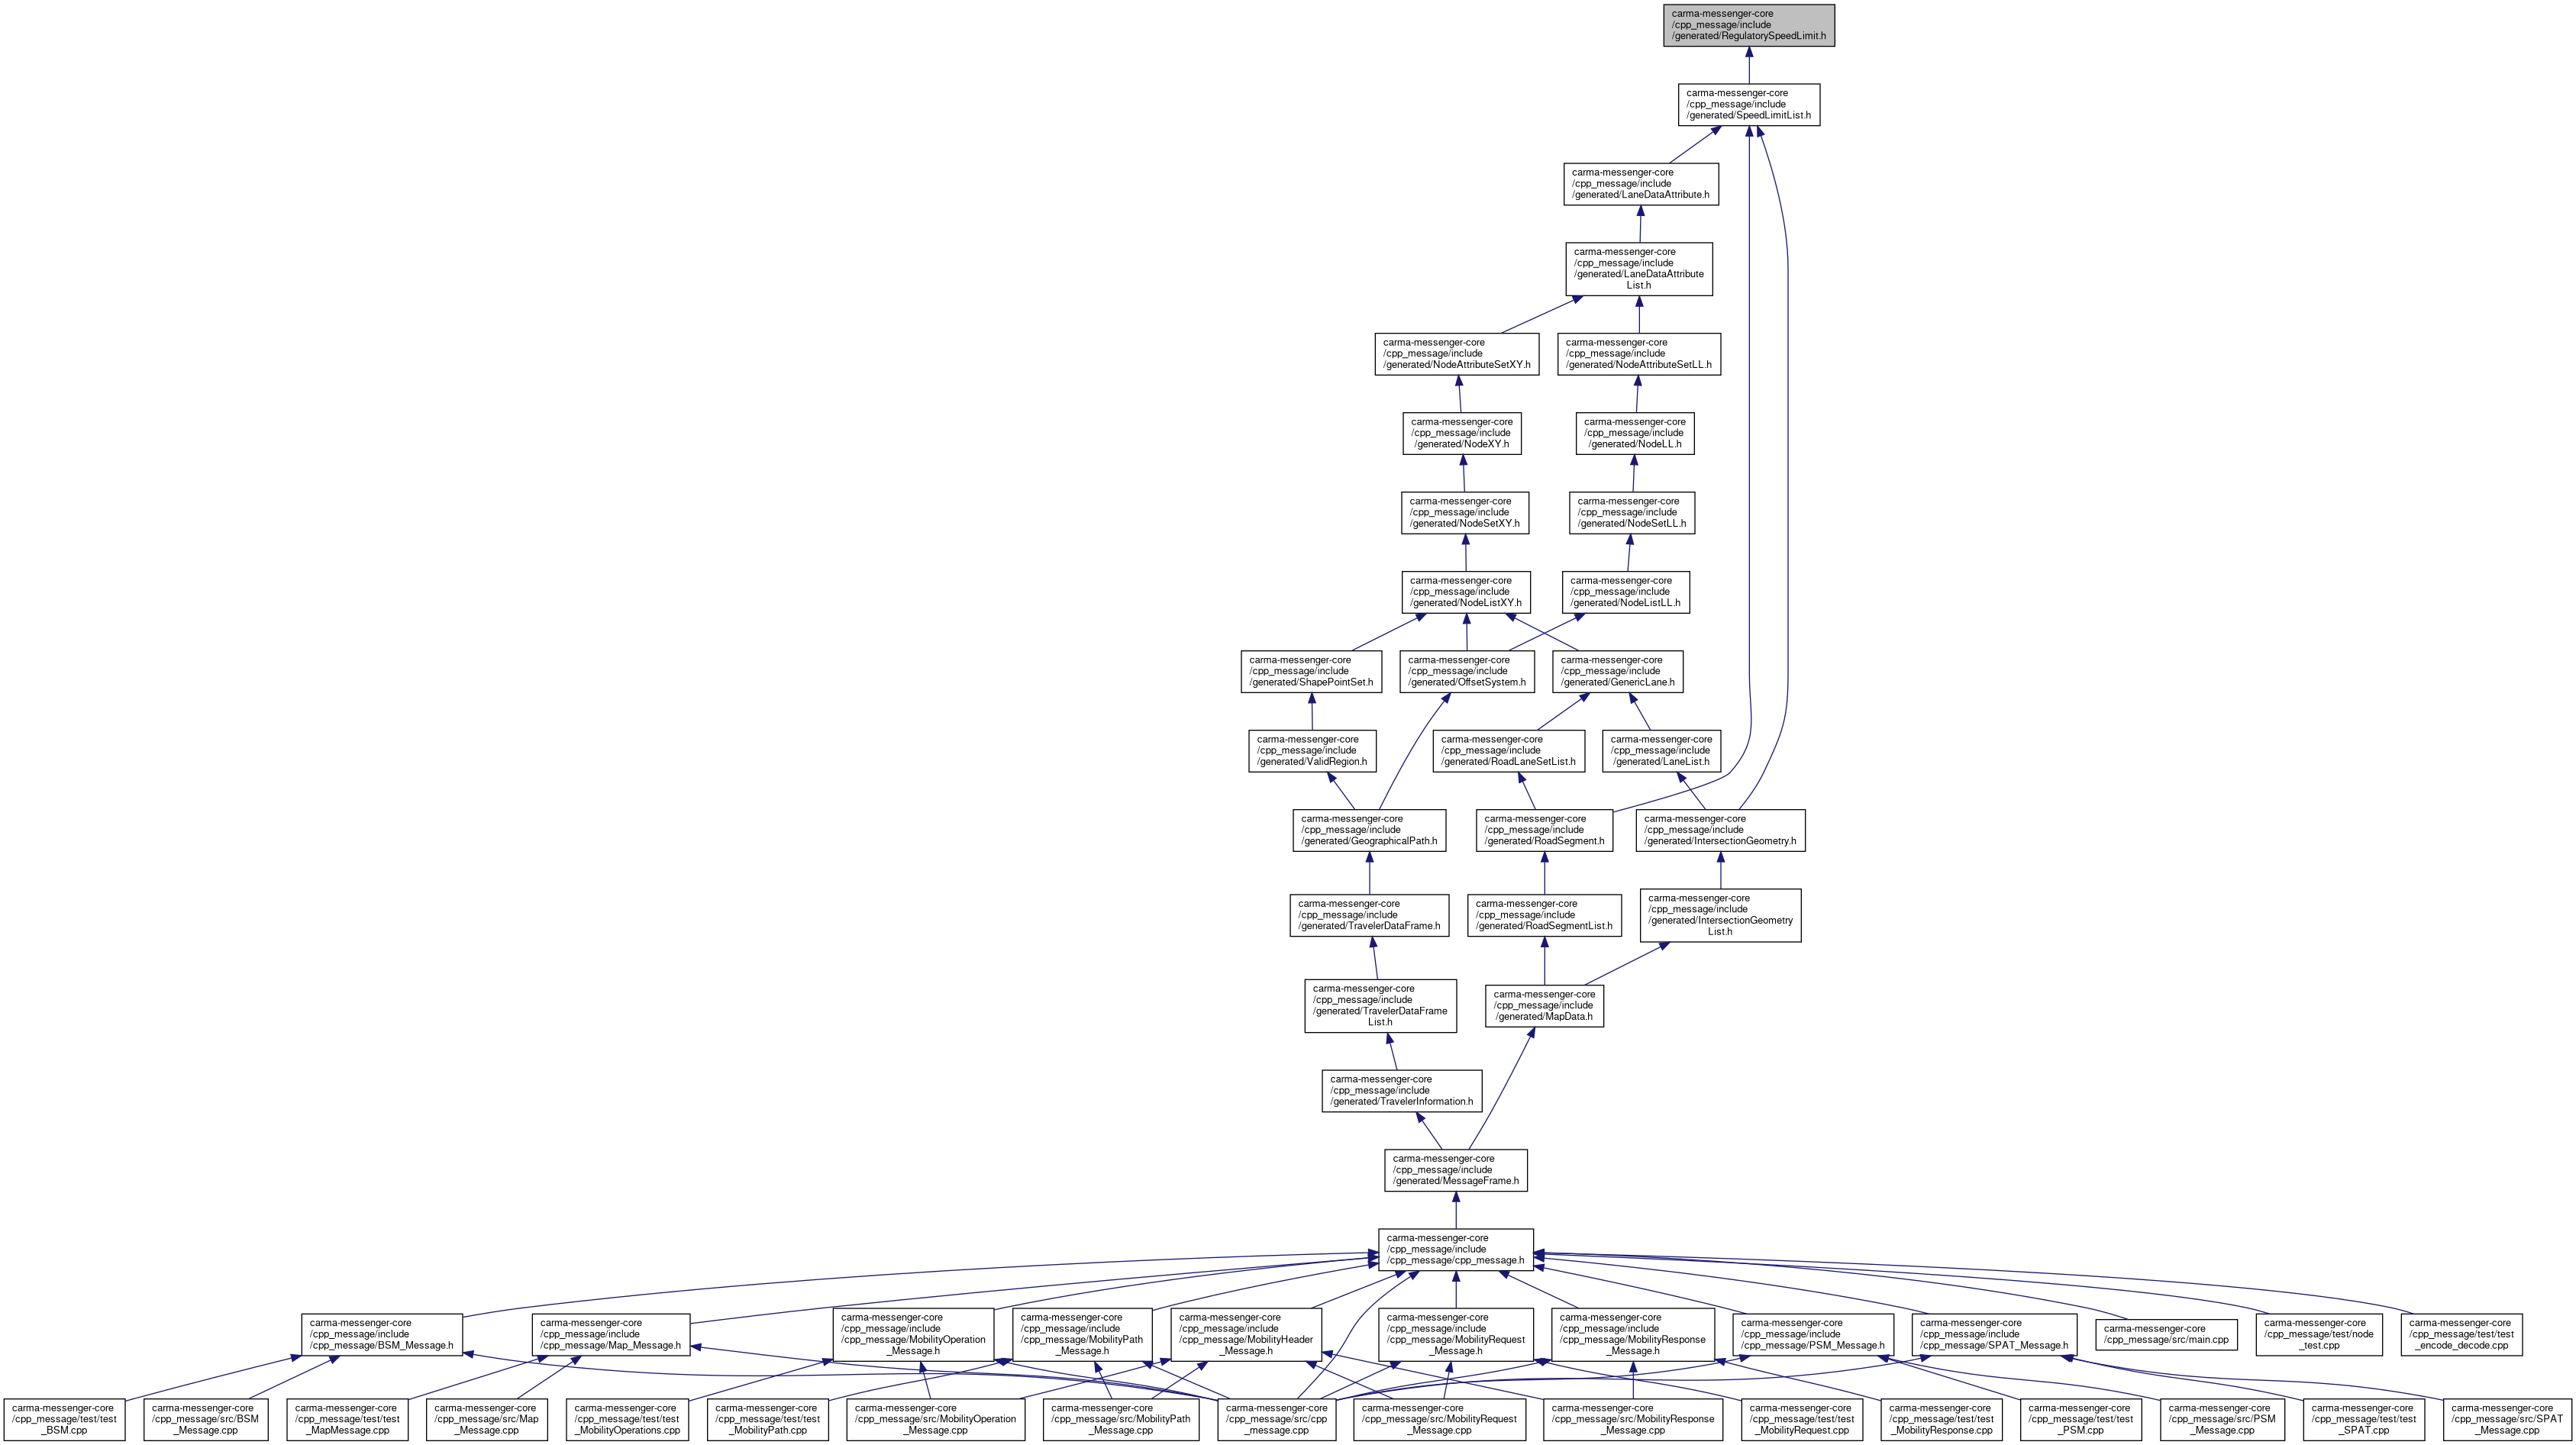 carma-messenger-core
/cpp_message/include
/generated/RegulatorySpeedLimit.h
carma-messenger-core
/cpp_message/include
/generated/SpeedLimitList.h
carma-messenger-core
/cpp_message/include
/generated/LaneDataAttribute.h
carma-messenger-core
/cpp_message/include
/generated/LaneDataAttribute
List.h
carma-messenger-core
/cpp_message/include
/generated/NodeAttributeSetXY.h
carma-messenger-core
/cpp_message/include
/generated/NodeAttributeSetLL.h
carma-messenger-core
/cpp_message/include
/generated/NodeXY.h
carma-messenger-core
/cpp_message/include
/generated/NodeLL.h
carma-messenger-core
/cpp_message/include
/generated/NodeSetXY.h
carma-messenger-core
/cpp_message/include
/generated/NodeSetLL.h
carma-messenger-core
/cpp_message/include
/generated/NodeListXY.h
carma-messenger-core
/cpp_message/include
/generated/NodeListLL.h
carma-messenger-core
/cpp_message/include
/generated/ShapePointSet.h
carma-messenger-core
/cpp_message/include
/generated/OffsetSystem.h
carma-messenger-core
/cpp_message/include
/generated/GenericLane.h
carma-messenger-core
/cpp_message/include
/generated/ValidRegion.h
carma-messenger-core
/cpp_message/include
/generated/RoadLaneSetList.h
carma-messenger-core
/cpp_message/include
/generated/LaneList.h
carma-messenger-core
/cpp_message/include
/generated/GeographicalPath.h
carma-messenger-core
/cpp_message/include
/generated/RoadSegment.h
carma-messenger-core
/cpp_message/include
/generated/IntersectionGeometry.h
carma-messenger-core
/cpp_message/include
/generated/TravelerDataFrame.h
carma-messenger-core
/cpp_message/include
/generated/RoadSegmentList.h
carma-messenger-core
/cpp_message/include
/generated/IntersectionGeometry
List.h
carma-messenger-core
/cpp_message/include
/generated/TravelerDataFrame
List.h
carma-messenger-core
/cpp_message/include
/generated/MapData.h
carma-messenger-core
/cpp_message/include
/generated/TravelerInformation.h
carma-messenger-core
/cpp_message/include
/generated/MessageFrame.h
carma-messenger-core
/cpp_message/include
/cpp_message/cpp_message.h
carma-messenger-core
/cpp_message/include
/cpp_message/BSM_Message.h
carma-messenger-core
/cpp_message/include
/cpp_message/Map_Message.h
carma-messenger-core
/cpp_message/include
/cpp_message/MobilityOperation
_Message.h
carma-messenger-core
/cpp_message/include
/cpp_message/MobilityPath
_Message.h
carma-messenger-core
/cpp_message/include
/cpp_message/MobilityHeader
_Message.h
carma-messenger-core
/cpp_message/include
/cpp_message/MobilityRequest
_Message.h
carma-messenger-core
/cpp_message/include
/cpp_message/MobilityResponse
_Message.h
carma-messenger-core
/cpp_message/include
/cpp_message/PSM_Message.h
carma-messenger-core
/cpp_message/include
/cpp_message/SPAT_Message.h
carma-messenger-core
/cpp_message/src/main.cpp
carma-messenger-core
/cpp_message/test/node
_test.cpp
carma-messenger-core
/cpp_message/test/test
_encode_decode.cpp
carma-messenger-core
/cpp_message/test/test
_BSM.cpp
carma-messenger-core
/cpp_message/src/BSM
_Message.cpp
carma-messenger-core
/cpp_message/test/test
_MapMessage.cpp
carma-messenger-core
/cpp_message/src/Map
_Message.cpp
carma-messenger-core
/cpp_message/test/test
_MobilityOperations.cpp
carma-messenger-core
/cpp_message/test/test
_MobilityPath.cpp
carma-messenger-core
/cpp_message/src/MobilityOperation
_Message.cpp
carma-messenger-core
/cpp_message/src/MobilityPath
_Message.cpp
carma-messenger-core
/cpp_message/src/cpp
_message.cpp
carma-messenger-core
/cpp_message/src/MobilityRequest
_Message.cpp
carma-messenger-core
/cpp_message/src/MobilityResponse
_Message.cpp
carma-messenger-core
/cpp_message/test/test
_MobilityRequest.cpp
carma-messenger-core
/cpp_message/test/test
_MobilityResponse.cpp
carma-messenger-core
/cpp_message/test/test
_PSM.cpp
carma-messenger-core
/cpp_message/src/PSM
_Message.cpp
carma-messenger-core
/cpp_message/test/test
_SPAT.cpp
carma-messenger-core
/cpp_message/src/SPAT
_Message.cpp